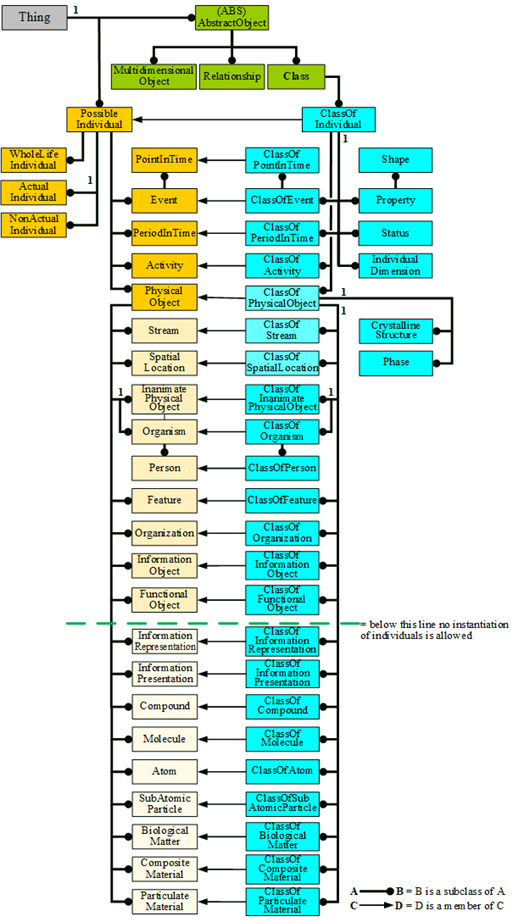 Thing
1
(ABS)
AbstractObject
Multidimensional
Object
Relationship
Class
Possible
Individual
ClassOf
Individual
WholeLife
Individual
Actual
Individual
NonActual
Individual
1
1
PointInTime
ClassOf
PointInTime
Shape
Event
ClassOfEvent
Property
PeriodInTime
ClassOf
PeriodInTime
Status
Activity
ClassOf
Activity
Individual
Dimension
Physical
Object
ClassOf
PhysicalObject
1
1
Stream
ClassOf
Stream
Crystalline
Structure
Spatial
Location
ClassOf
SpatialLocation
Phase
1
Inanimate
Physical
Object
ClassOf
Inanimate
PhysicalObject
1
Organism
ClassOf
Organism
Person
ClassOfPerson
Feature
ClassOfFeature
Organization
ClassOf
Organization
Information
Object
ClassOf
Information
Object
Functional
Object
ClassOf
Functional
Object
= below this line no instantiation
of individuals is allowed
Information
Representation
ClassOf
Information
Representation
Information
Presentation
ClassOf
Information
Presentation
Compound
ClassOf
Compound
Molecule
ClassOf
Molecule
Atom
ClassOfAtom
SubAtomic
Particle
ClassOfSub
AtomicParticle
Biological
Matter
ClassOf
Biological
Matter
Composite
Material
ClassOf
Composite
Material
Particulate
Material
ClassOf
Particulate
Material
A B = B is a subclass of A
C D = D is a member of C